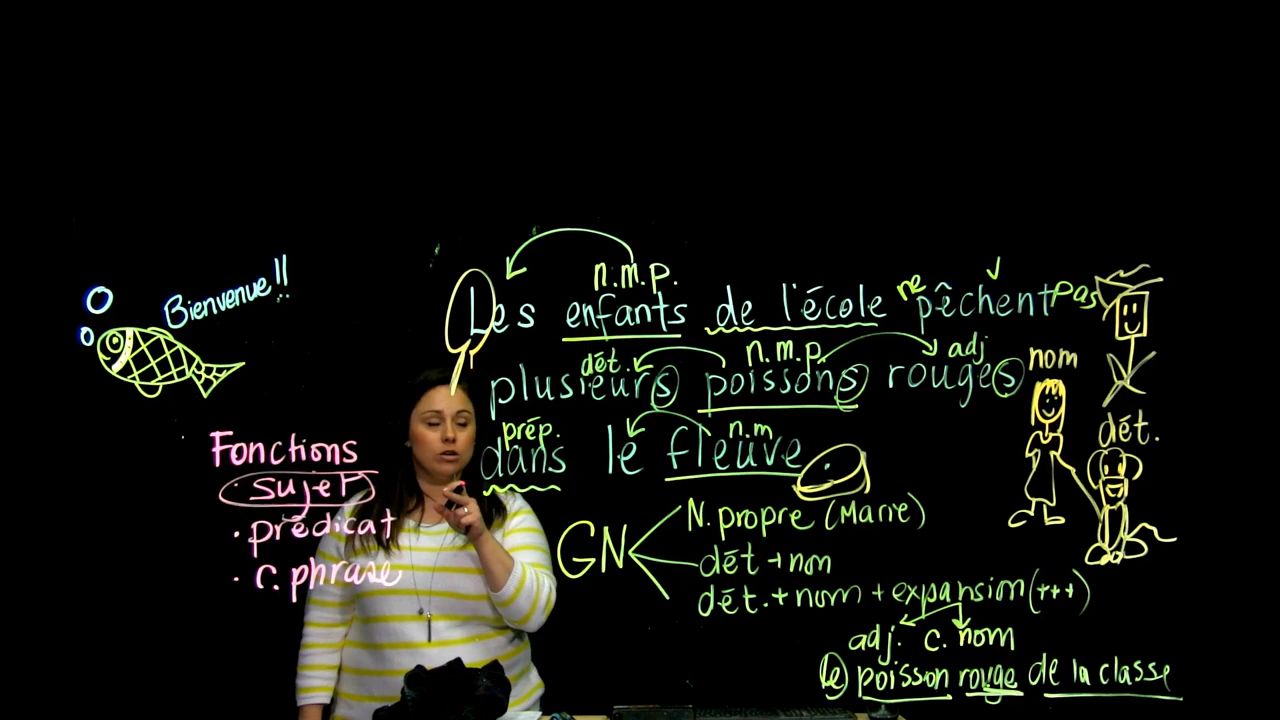 Bienvenue!!
n.m.p.
Les enfants de l'école ne pêchent pas
dét. n.m.p. adj
plusieurs poissons rouges
prép. n.m
dans le fleuve
nom
dét.
Fonctions
· sujet
· prédicat
· c. phrase
GN
N. propre (Marie)
dét + non
dét. + nom + expansion (+++)
adj. c. nom
le poisson rouge de la classe